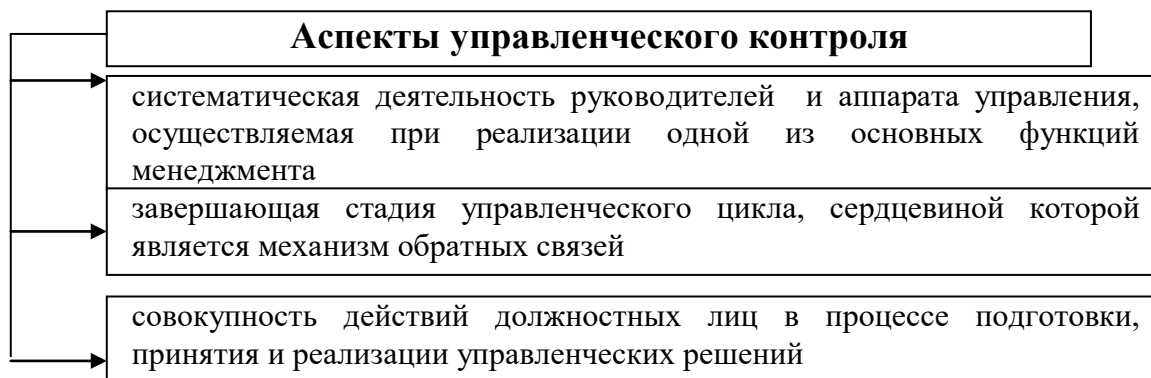 Аспекты управленческого контроля
систематическая деятельность руководителей и аппарата управления,
осуществляемая при реализации одной из основных функций
менеджмента
завершающая стадия управленческого цикла, сердцевиной которой
является механизм обратных связей
совокупность действий должностных лиц в процессе подготовки,
принятия и реализации управленческих решений